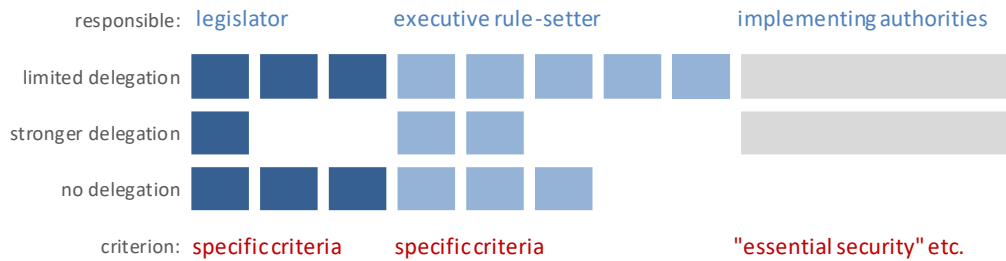 responsible: legislator executive rule-setter implementing authorities
limited delegation
stronger delegation
no delegation
criterion: specific criteria specific criteria "essential security" etc.